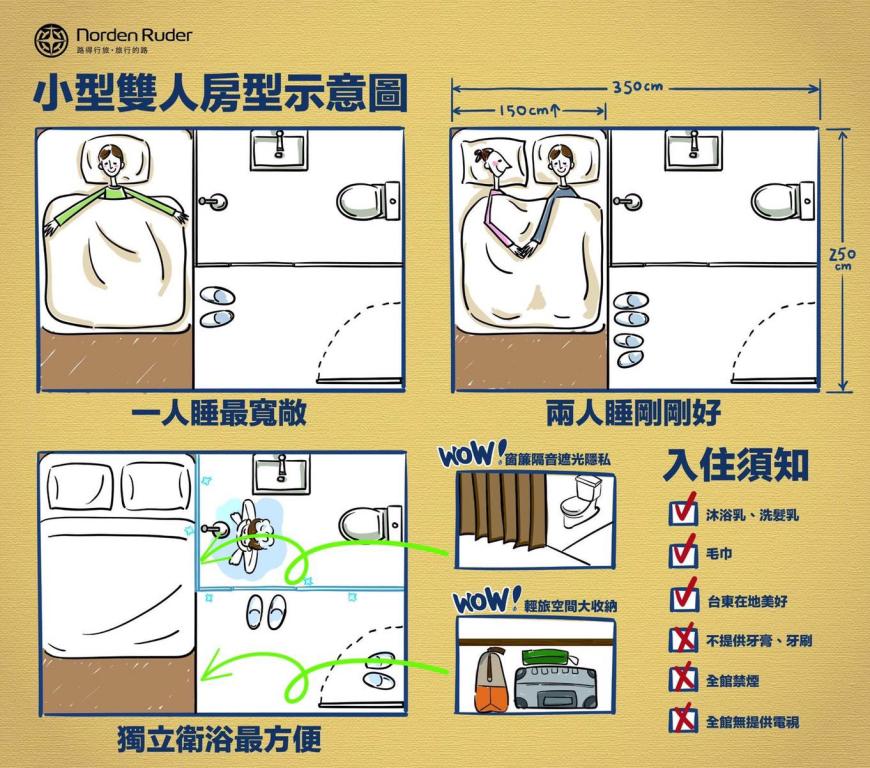 Norden Ruder
路得行旅·旅行的路
小型雙人房型示意圖
350cm
150cm↑
250
cm
一人睡最寬敞
兩人睡剛剛好
WOW!窗簾隔音遮光隱私
WOW!輕旅空間大收納
獨立衛浴最方便
入住須知
沐浴乳、洗髮乳
毛巾
台東在地美好
不提供牙膏、牙刷
全館禁煙
全館無提供電視